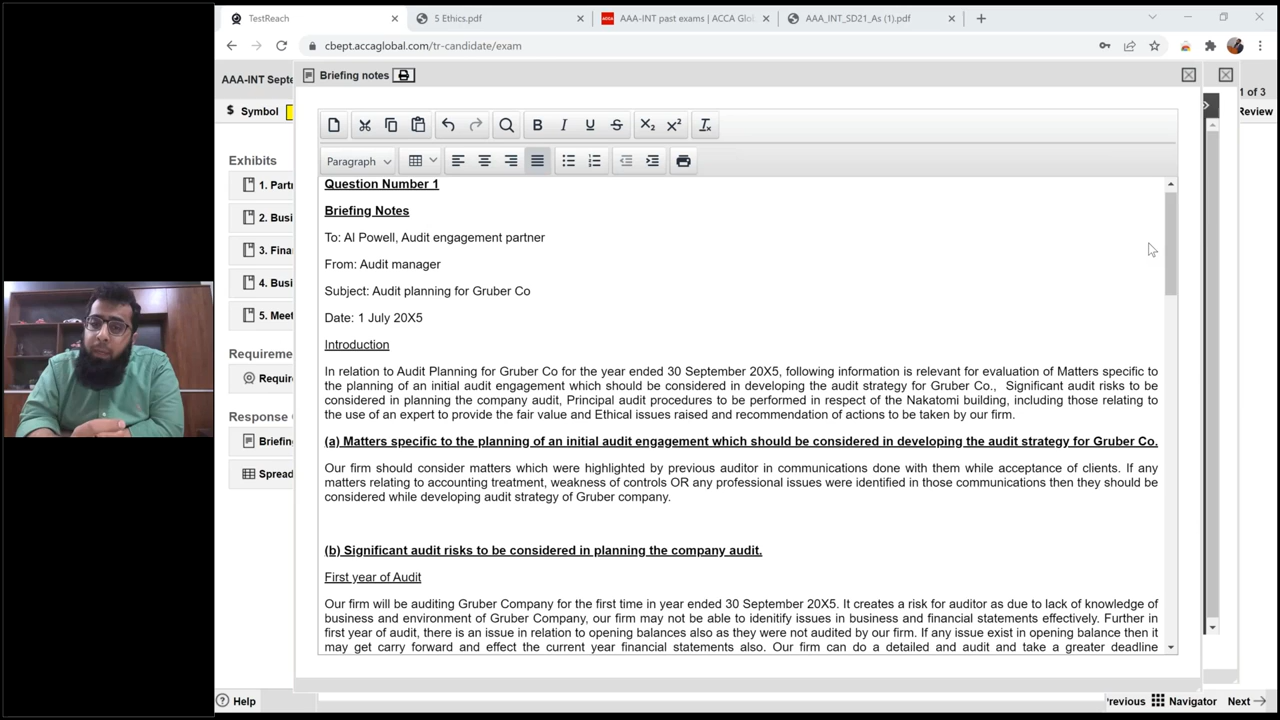 TestReach
5 Ethics.pdf
AAA-INT past exams | ACCA Glo
AAA_INT_SD21_As (1).pdf
cbept.accaglobal.com/tr-candidate/exam
AAA-INT Septe
Briefing notes
1 of 3
$ Symbol
Review
Exhibits
1. Partn
2. Busi
3. Fina
4. Busi
5. Meet
Requireme
Requir
Response
Briefin
Spread
Paragraph
Question Number 1
Briefing Notes
To: Al Powell, Audit engagement partner
From: Audit manager
Subject: Audit planning for Gruber Co
Date: 1 July 20X5
Introduction
In relation to Audit Planning for Gruber Co for the year ended 30 September 20X5, following information is relevant for evaluation of Matters specific to
the planning of an initial audit engagement which should be considered in developing the audit strategy for Gruber Co., Significant audit risks to be
considered in planning the company audit, Principal audit procedures to be performed in respect of the Nakatomi building, including those relating to
the use of an expert to provide the fair value and Ethical issues raised and recommendation of actions to be taken by our firm.
(a) Matters specific to the planning of an initial audit engagement which should be considered in developing the audit strategy for Gruber Co.
Our firm should consider matters which were highlighted by previous auditor in communications done with them while acceptance of clients. If any
matters relating to accounting treatment, weakness of controls OR any professional issues were identified in those communications then they should be
considered while developing audit strategy of Gruber company.
(b) Significant audit risks to be considered in planning the company audit.
First year of Audit
Our firm will be auditing Gruber Company for the first time in year ended 30 September 20X5. It creates a risk for auditor as due to lack of knowledge of
business and environment of Gruber Company, our firm may not be able to idenitify issues in business and financial statements effectively. Further in
first year of audit, there is an issue in relation to opening balances also as they were not audited by our firm. If any issue exist in opening balance then it
may get carry forward and effect the current year financial statements also. Our firm can do a detailed and audit and take a greater deadline
Help
revious
Navigator
Next